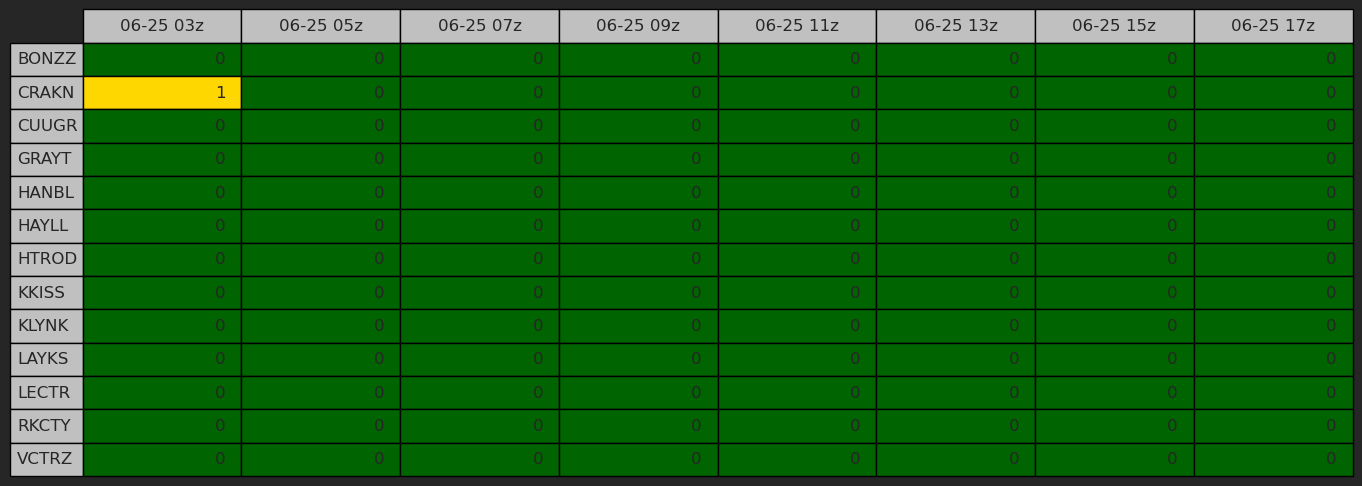 06-25 03z 06-25 05z 06-25 07z 06-25 09z 06-25 11z 06-25 13z 06-25 15z 06-25 17z
BONZZ 0 0 0 0 0 0 0 0
CRAKN 1 0 0 0 0 0 0 0
CUUGR 0 0 0 0 0 0 0 0
GRAYT 0 0 0 0 0 0 0 0
HANBL 0 0 0 0 0 0 0 0
HAYLL 0 0 0 0 0 0 0 0
HTROD 0 0 0 0 0 0 0 0
KKISS 0 0 0 0 0 0 0 0
KLYNK 0 0 0 0 0 0 0 0
LAYKS 0 0 0 0 0 0 0 0
LECTR 0 0 0 0 0 0 0 0
RKCTY 0 0 0 0 0 0 0 0
VCTRZ 0 0 0 0 0 0 0 0